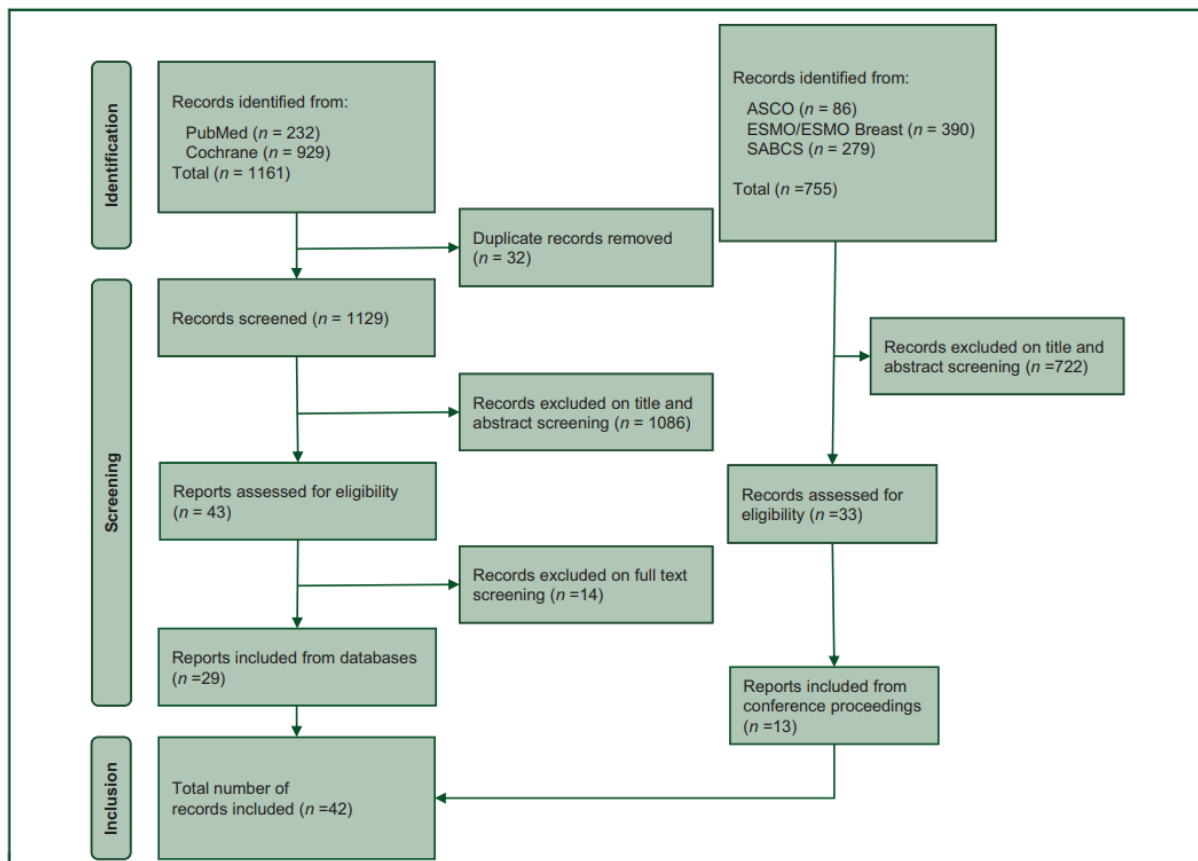 Identification
Records identified from:
PubMed (n = 232)
Cochrane (n = 929)
Total (n = 1161)
Records identified from:
ASCO (n = 86)
ESMO/ESMO Breast (n = 390)
SABCS (n = 279)
Total (n =755)
Duplicate records removed
(n = 32)
Screening
Records screened (n = 1129)
Records excluded on title and
abstract screening (n =722)
Records excluded on title and
abstract screening (n = 1086)
Reports assessed for eligibility
(n = 43)
Records assessed for
eligibility (n =33)
Records excluded on full text
screening (n =14)
Reports included from databases
(n =29)
Reports included from
conference proceedings
(n =13)
Inclusion
Total number of
records included (n =42)